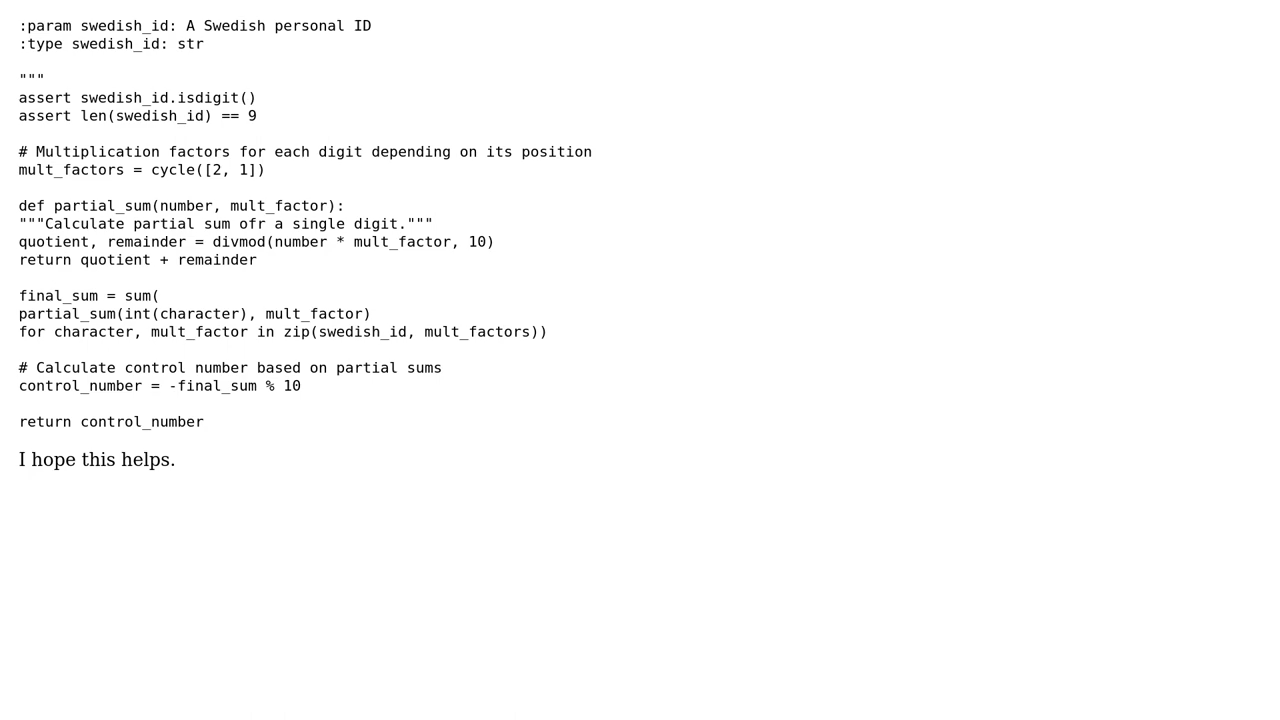 :param swedish_id: A Swedish personal ID
:type swedish_id: str
"""
assert swedish_id.isdigit()
assert len(swedish_id) == 9
# Multiplication factors for each digit depending on its position
mult_factors = cycle([2, 1])
def partial_sum(number, mult_factor):
"""Calculate partial sum ofr a single digit."""
quotient, remainder = divmod(number * mult_factor, 10)
return quotient + remainder
final_sum = sum(
partial_sum(int(character), mult_factor)
for character, mult_factor in zip(swedish_id, mult_factors))
# Calculate control number based on partial sums
control_number = -final_sum % 10
return control_number
I hope this helps.